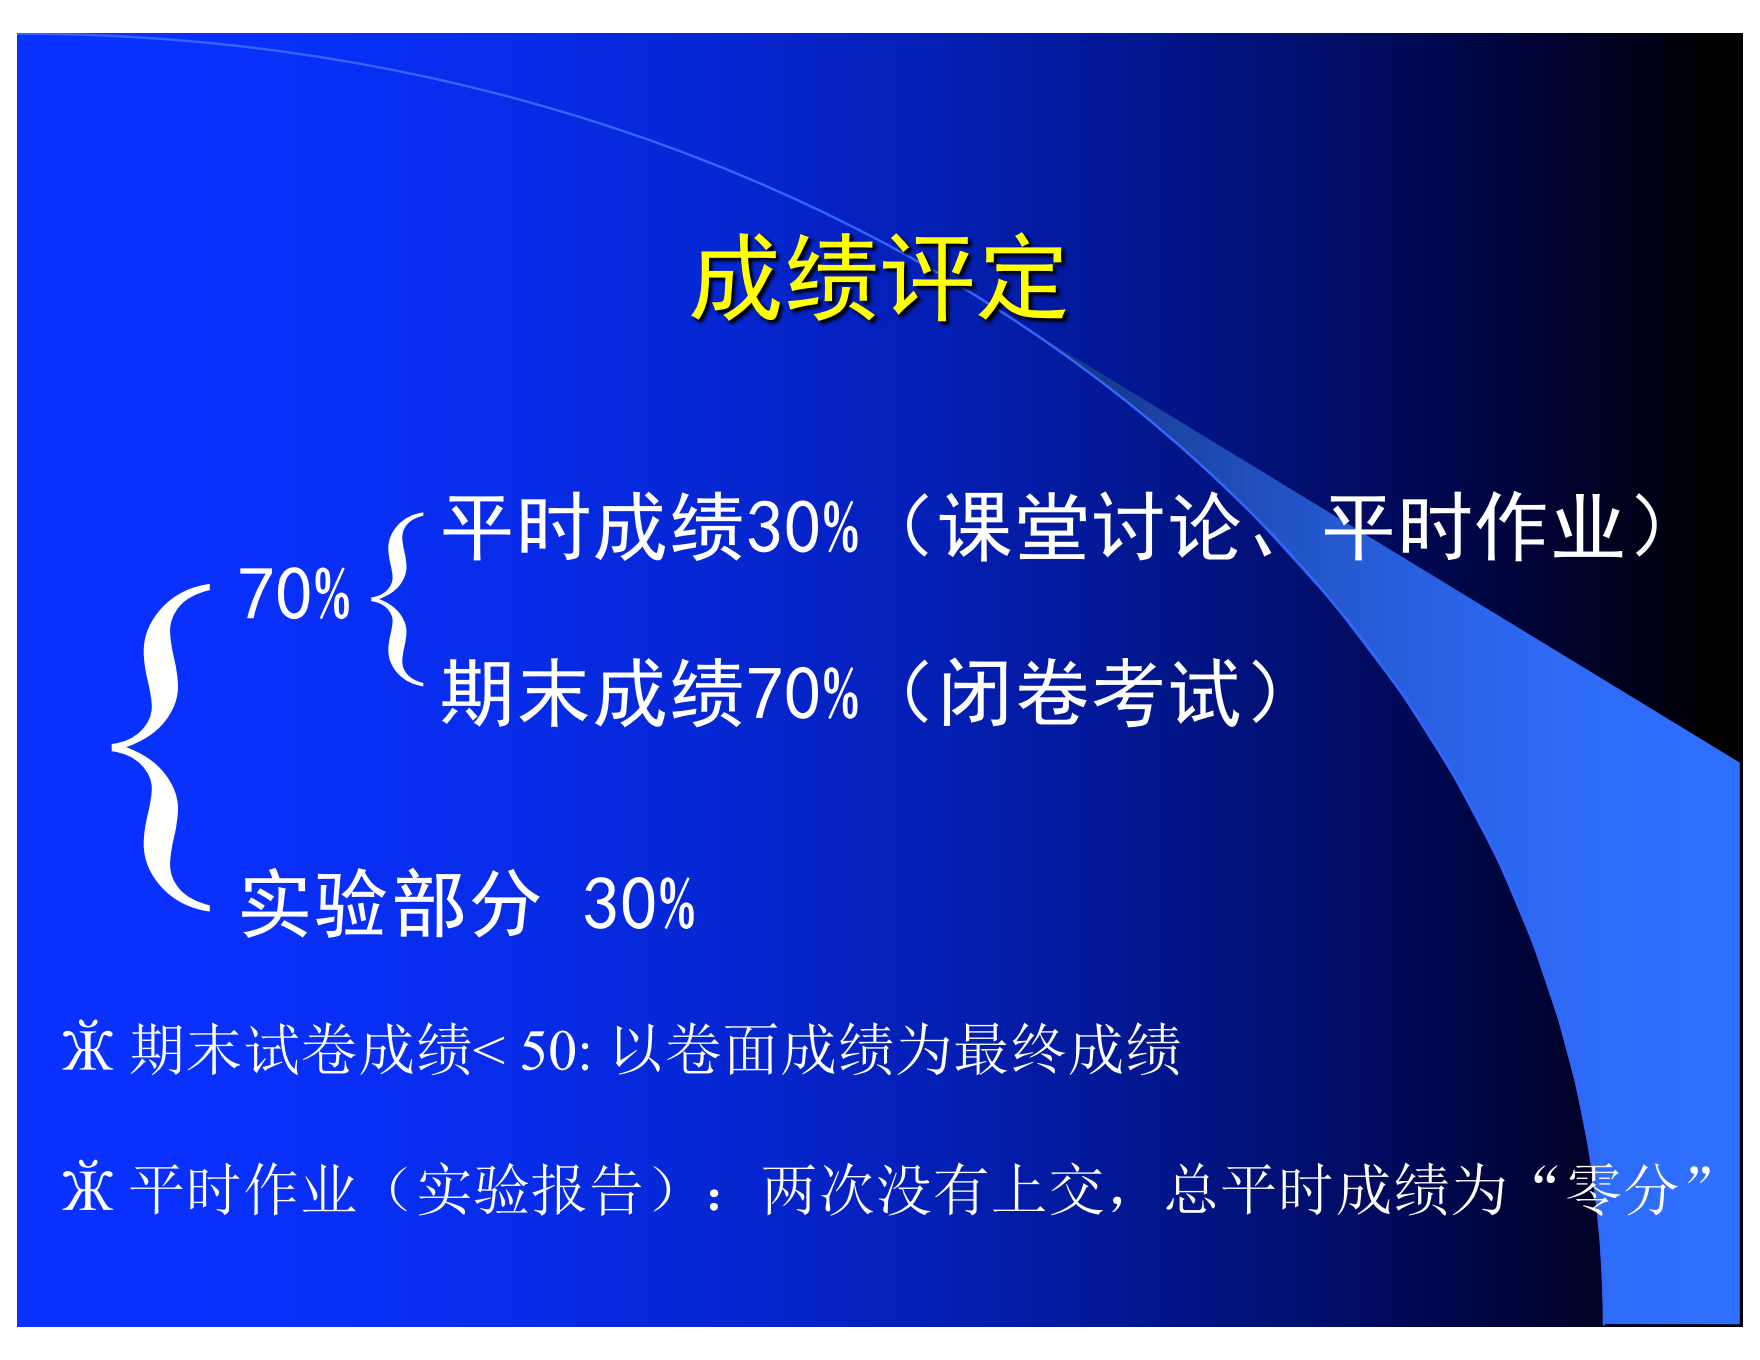 成绩评定
平时成绩30%（课堂讨论、平时作业）
70%
期末成绩70%（闭卷考试）
实验部分 30%
Ӂ 期末试卷成绩< 50: 以卷面成绩为最终成绩
Ӂ 平时作业（实验报告）：两次没有上交，总平时成绩为“零分”